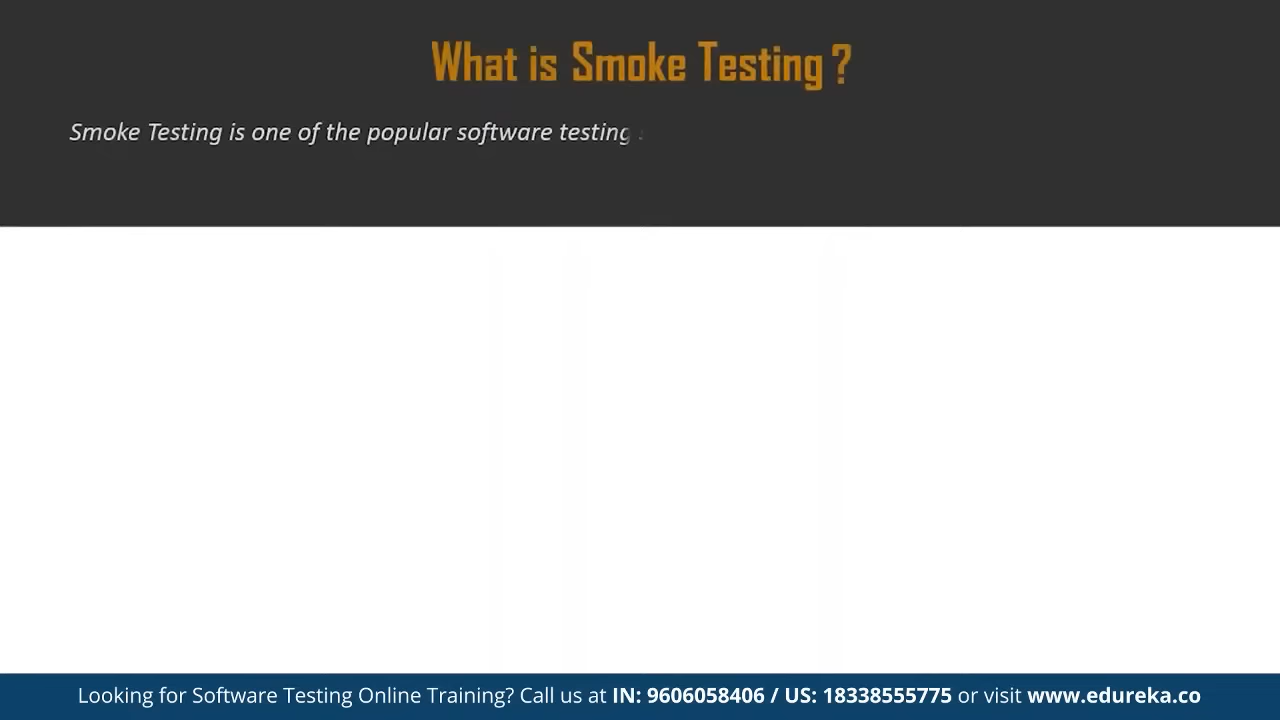 What is Smoke Testing ?
Smoke Testing is one of the popular software testing
Looking for Software Testing Online Training? Call us at IN: 9606058406 / US: 18338555775 or visit www.edureka.co